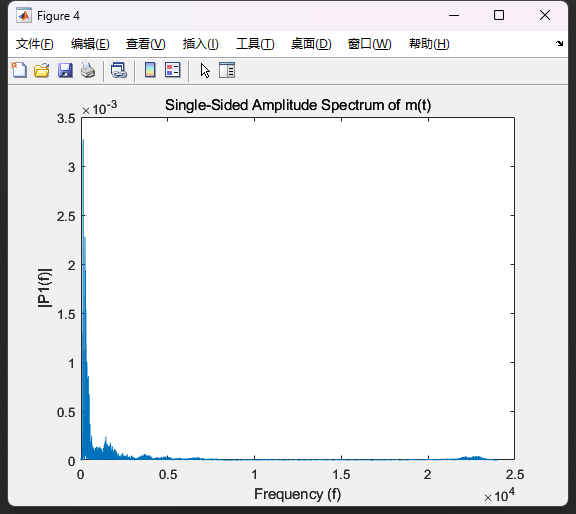 Figure 4
文件(F) 编辑(E) 查看(V) 插入(I) 工具(T) 桌面(D) 窗口(W) 帮助(H)
×10-3
Single-Sided Amplitude Spectrum of m(t)
3.5
3
2.5
2
1.5
1
0.5
0
|P1(f)|
0 0.5 1 1.5 2 2.5
Frequency (f)
×104